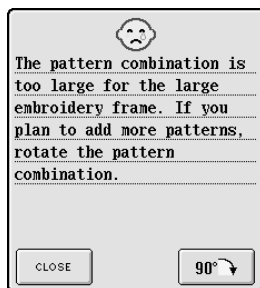 The pattern combination is
too large for the large
embroidery frame. If you
plan to add more patterns,
rotate the pattern
combination.
CLOSE 90°